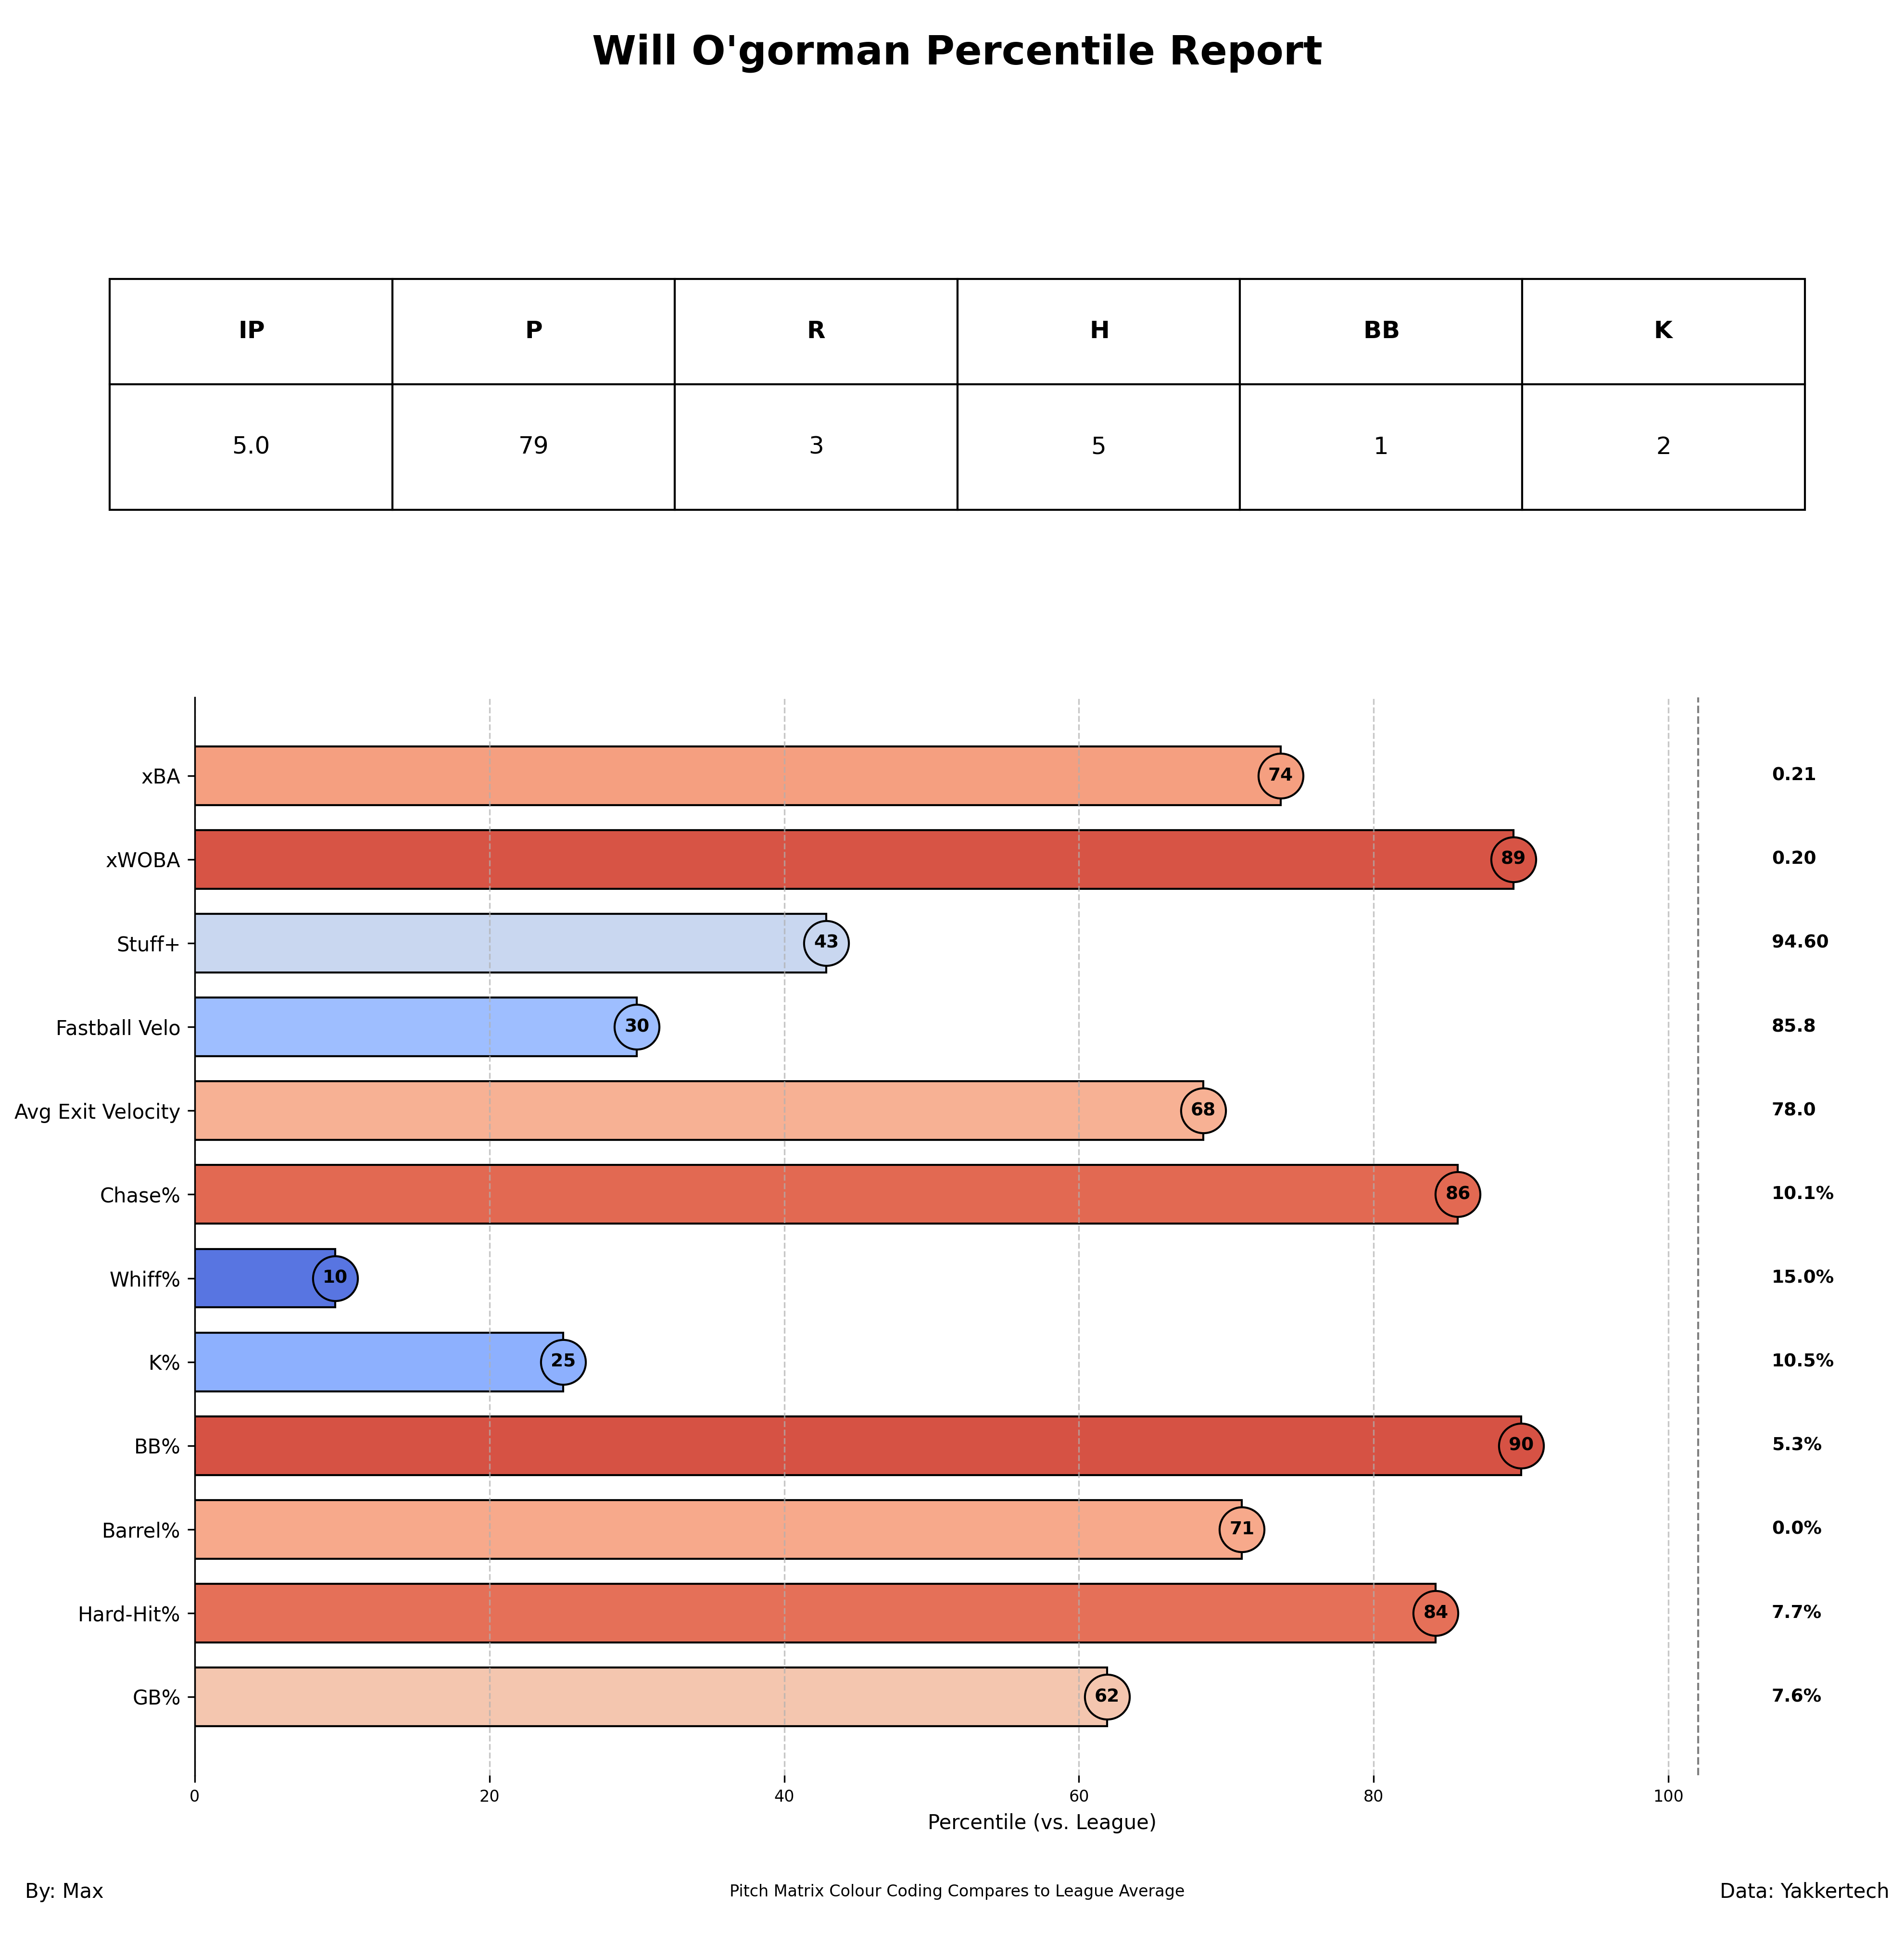 Will O'gorman Percentile Report
IP P R H BB K
5.0 79 3 5 1 2
xBA 74 0.21
xWOBA 89 0.20
Stuff+ 43 94.60
Fastball Velo 30 85.8
Avg Exit Velocity 68 78.0
Chase% 86 10.1%
Whiff% 10 15.0%
K% 25 10.5%
BB% 90 5.3%
Barrel% 71 0.0%
Hard-Hit% 84 7.7%
GB% 62 7.6%
0 20 40 60 80 100
Percentile (vs. League)
By: Max Pitch Matrix Colour Coding Compares to League Average Data: Yakkertech